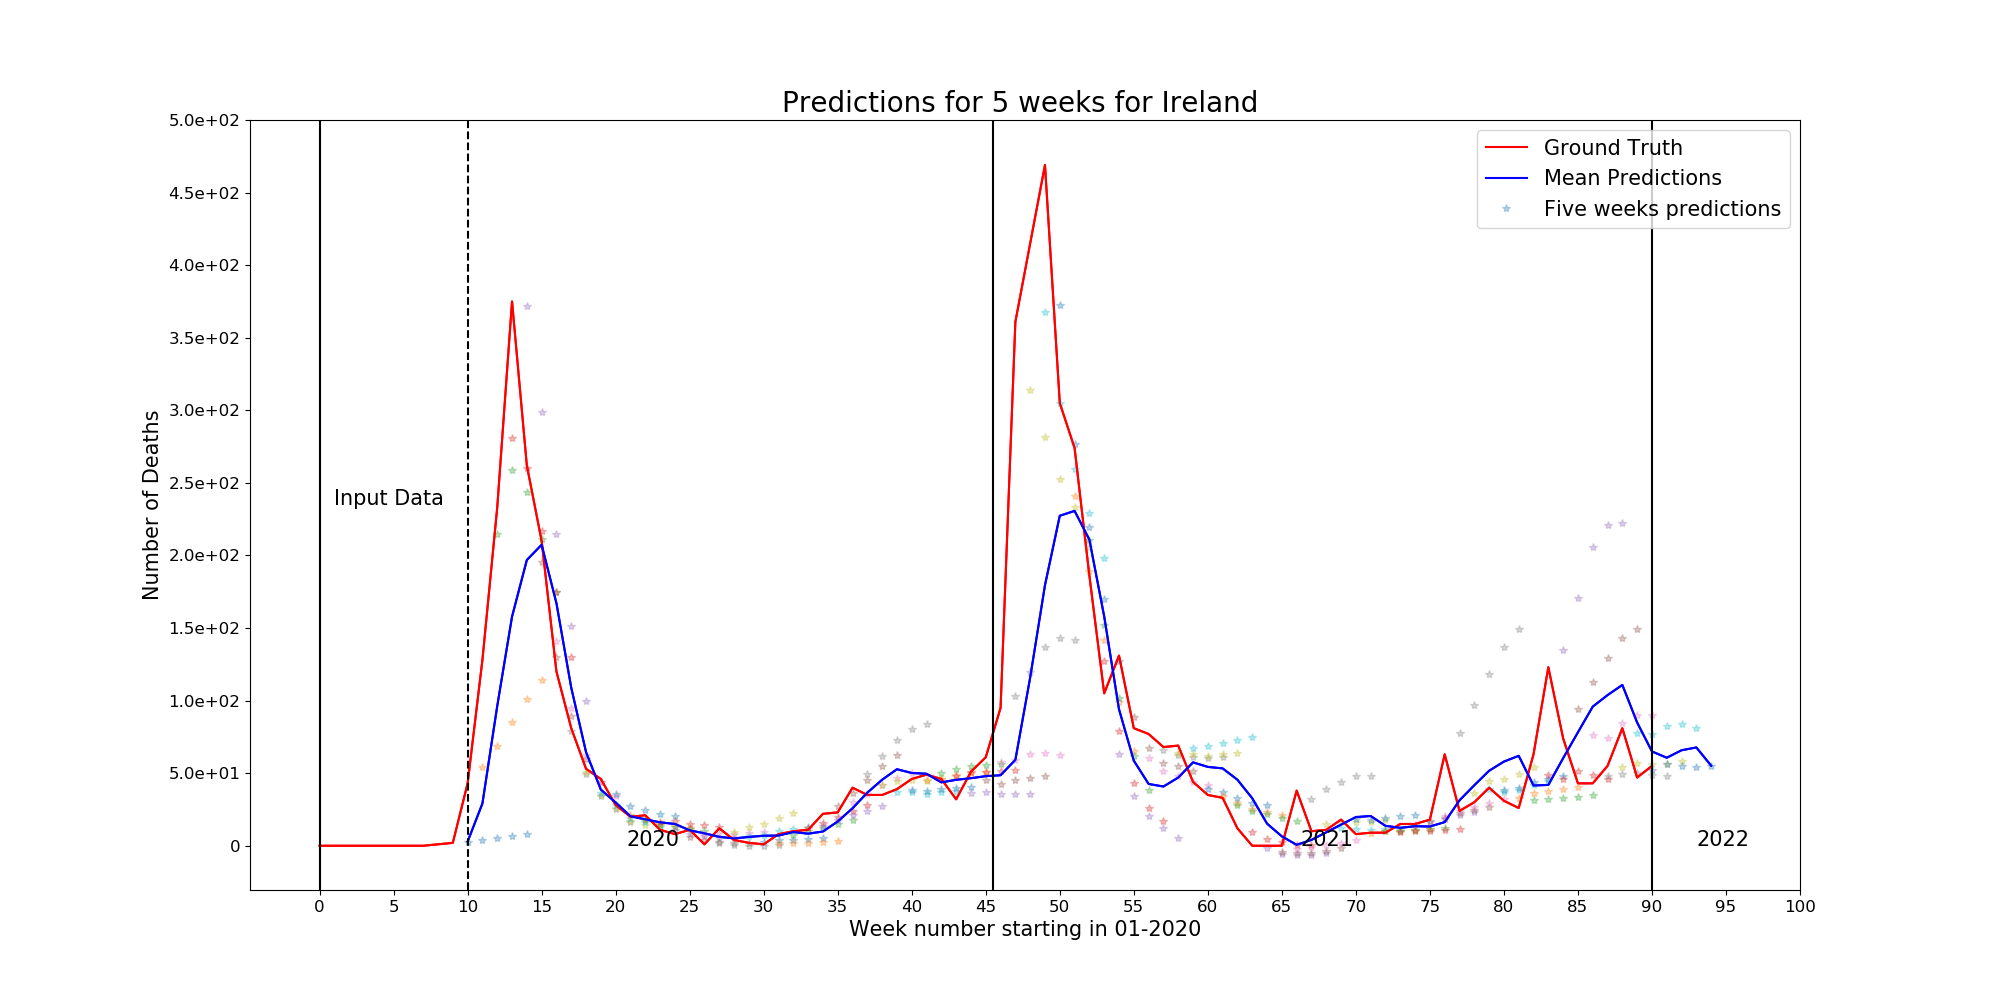 Predictions for 5 weeks for Ireland
5.0e+02
4.5e+02
4.0e+02
3.5e+02
3.0e+02
2.5e+02
2.0e+02
1.5e+02
1.0e+02
5.0e+01
0
Number of Deaths
Ground Truth
Mean Predictions
Five weeks predictions
Input Data
2020
2021
2022
0 5 10 15 20 25 30 35 40 45 50 55 60 65 70 75 80 85 90 95 100
Week number starting in 01-2020